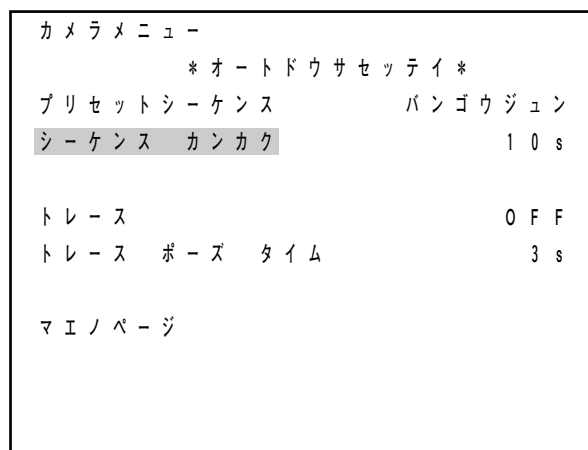 カメラメニュー
*オートドウサセッテイ*
プリセットシーケンス バンゴウジュン
シーケンス カンカク 10s
トレース OFF
トレース ポーズ タイム 3s
マエノページ